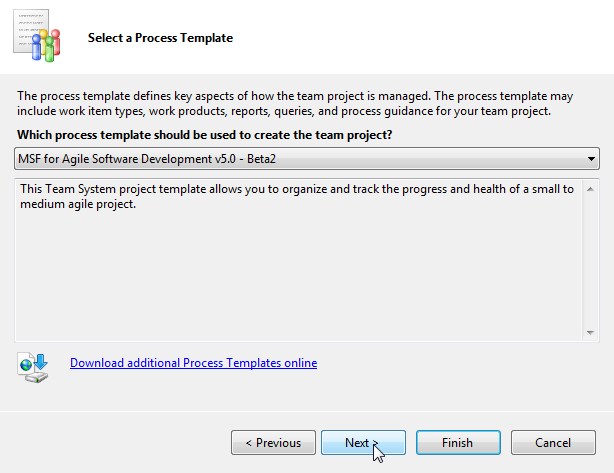 Select a Process Template
The process template defines key aspects of how the team project is managed. The process template may
include work item types, work products, reports, queries, and process guidance for your team project.
Which process template should be used to create the team project?
MSF for Agile Software Development v5.0 - Beta2
This Team System project template allows you to organize and track the progress and health of a small to
medium agile project.
Download additional Process Templates online
< Previous
Next >
Finish
Cancel